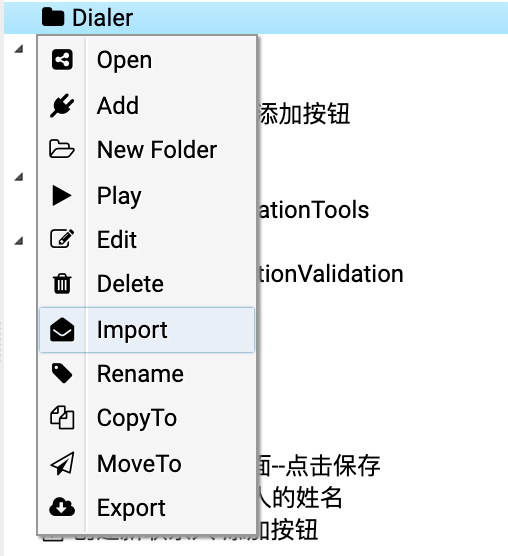 Dialer
Open
Add
添加按钮
New Folder
Play
ationTools
Edit
tionValidation
Delete
Import
Rename
CopyTo
MoveTo
面--点击保存
Export
人的姓名
添加按钮